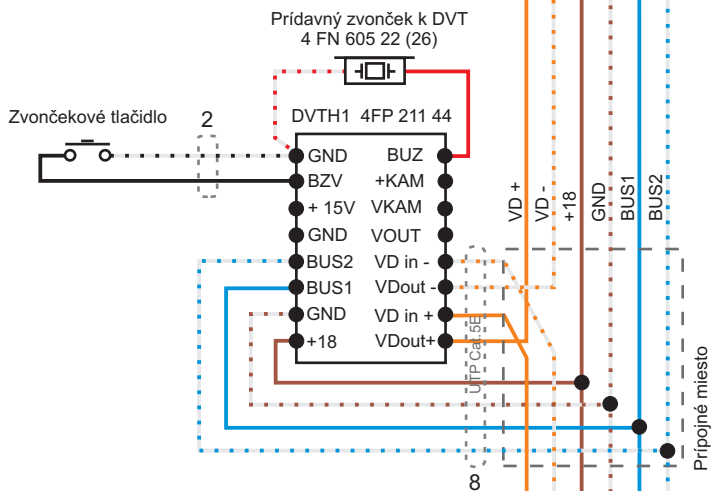 Prídavný zvonček k DVT
4 FN 605 22 (26)
Zvončekové tlačidlo
2
DVTH1 4FP 211 44
GND
BUZ
BZV
+KAM
+ 15V
VKAM
GND
VOUT
BUS2
VD in -
BUS1
VDout -
GND
VD in +
+18
VDout+
VD +
VD -
+18
GND
BUS1
BUS2
UTP Cat.5E
8
Prípojné miesto